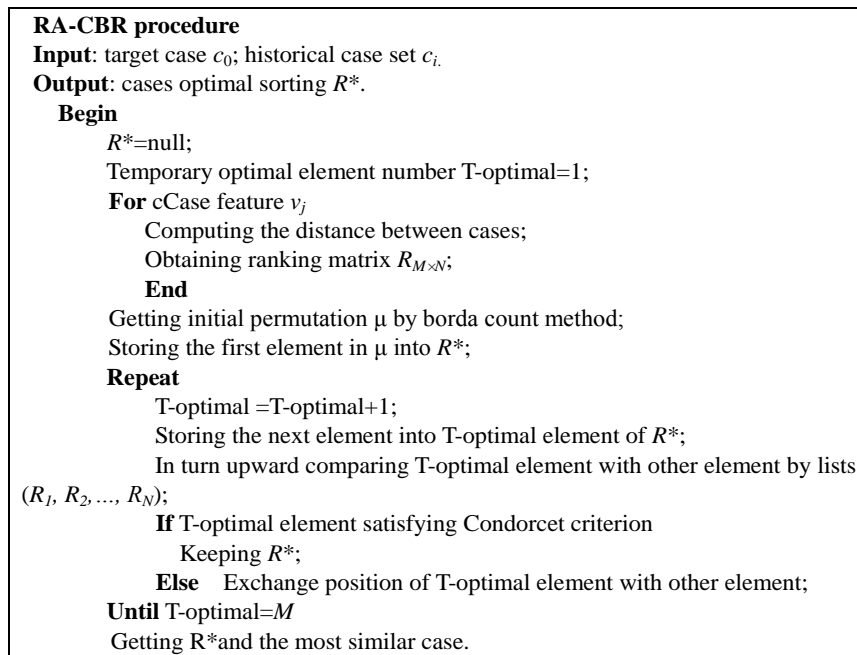 RA-CBR procedure
Input: target case c0; historical case set ci.
Output: cases optimal sorting R*.
Begin
R*=null;
Temporary optimal element number T-optimal=1;
For cCase feature vj
Computing the distance between cases;
Obtaining ranking matrix RM×N;
End
Getting initial permutation μ by borda count method;
Storing the first element in μ into R*;
Repeat
T-optimal =T-optimal+1;
Storing the next element into T-optimal element of R*;
In turn upward comparing T-optimal element with other element by lists
(R1, R2,..., RN);
If T-optimal element satisfying Condorcet criterion
Keeping R*;
Else Exchange position of T-optimal element with other element;
Until T-optimal=M
Getting R*and the most similar case.